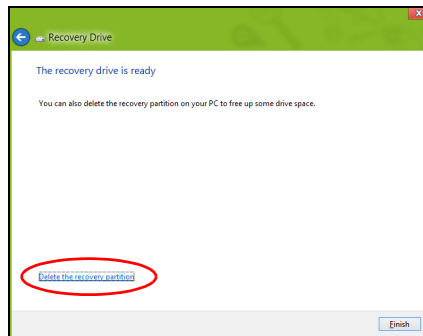 Recovery Drive
The recovery drive is ready
You can also delete the recovery partition on your PC to free up some drive space.
Delete the recovery partition
Finish